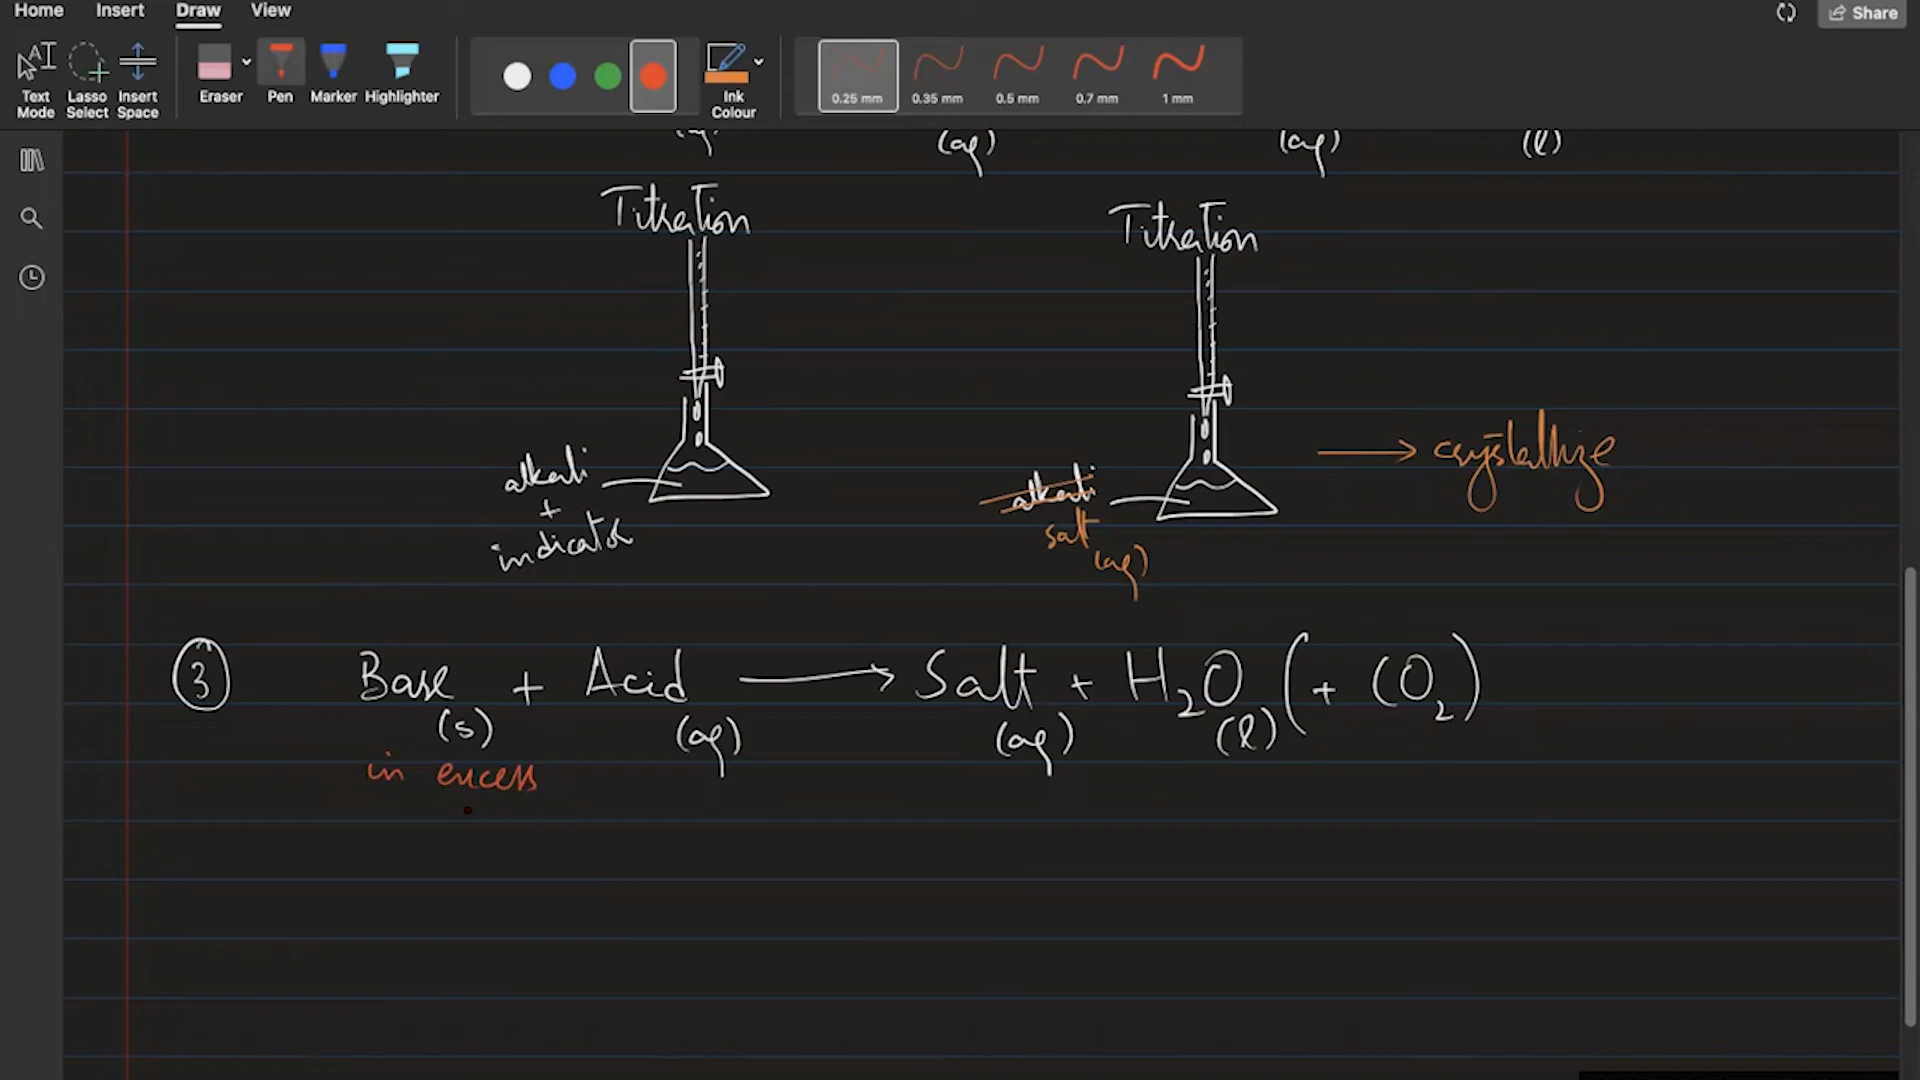 Home Insert Draw View
Share
Text Mode
Lasso Select
Insert Space
Eraser
Pen
Marker
Highlighter
Ink Colour
0.25 mm
0.35 mm
0.5 mm
0.7 mm
1 mm
(aq) (aq) (aq) (l)
Titration
Titration
alkali
+
indicator
alkali
salt
(aq)
→ crystallize
③ Base + Acid → Salt + H₂O (+ CO₂)
(s) (aq) (aq) (l)
in excess